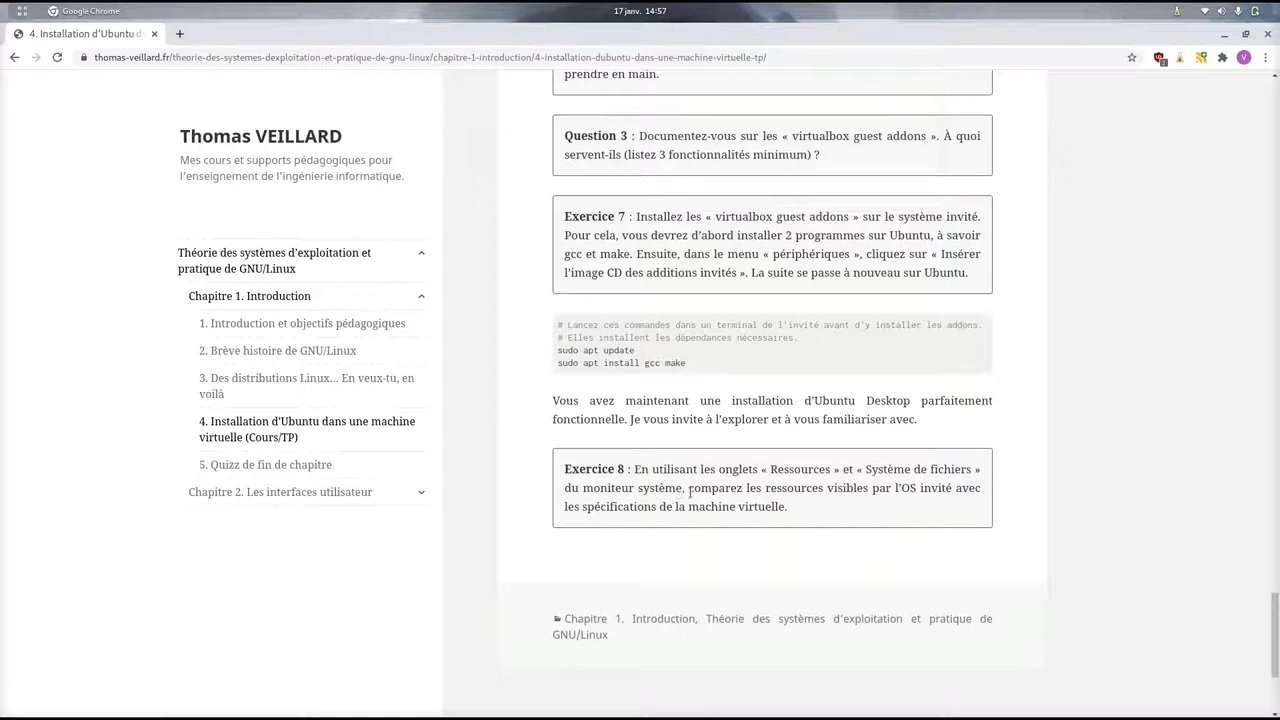 Google Chrome
17 janv. 14:57
4. Installation d'Ubuntu d
thomas-veillard.fr/theorie-des-systemes-dexploitation-et-pratique-de-gnu-linux/chapitre-1-introduction/4-installation-dubuntu-dans-une-machine-virtuelle-tp/
2
V
Thomas VEILLARD
Mes cours et supports pédagogiques pour
l'enseignement de l'ingénierie informatique.
Théorie des systèmes d'exploitation et
pratique de GNU/Linux
Chapitre 1. Introduction
1. Introduction et objectifs pédagogiques
2. Brève histoire de GNU/Linux
3. Des distributions Linux... En veux-tu, en
voilà
4. Installation d'Ubuntu dans une machine
virtuelle (Cours/TP)
5. Quizz de fin de chapitre
Chapitre 2. Les interfaces utilisateur
prendre en main.
Question 3 : Documentez-vous sur les « virtualbox guest addons ». À quoi
servent-ils (listez 3 fonctionnalités minimum) ?
Exercice 7 : Installez les « virtualbox guest addons » sur le système invité.
Pour cela, vous devrez d'abord installer 2 programmes sur Ubuntu, à savoir
gcc et make. Ensuite, dans le menu « périphériques », cliquez sur « Insérer
l'image CD des additions invités ». La suite se passe à nouveau sur Ubuntu.
# Lancez ces commandes dans un terminal de l'invité avant d'y installer les addons.
# Elles installent les dépendances nécessaires.
sudo apt update
sudo apt install gcc make
Vous avez maintenant une installation d'Ubuntu Desktop parfaitement
fonctionnelle. Je vous invite à l'explorer et à vous familiariser avec.
Exercice 8 : En utilisant les onglets « Ressources » et « Système de fichiers »
du moniteur système, comparez les ressources visibles par l'OS invité avec
les spécifications de la machine virtuelle.
Chapitre 1. Introduction, Théorie des systèmes d'exploitation et pratique de
GNU/Linux